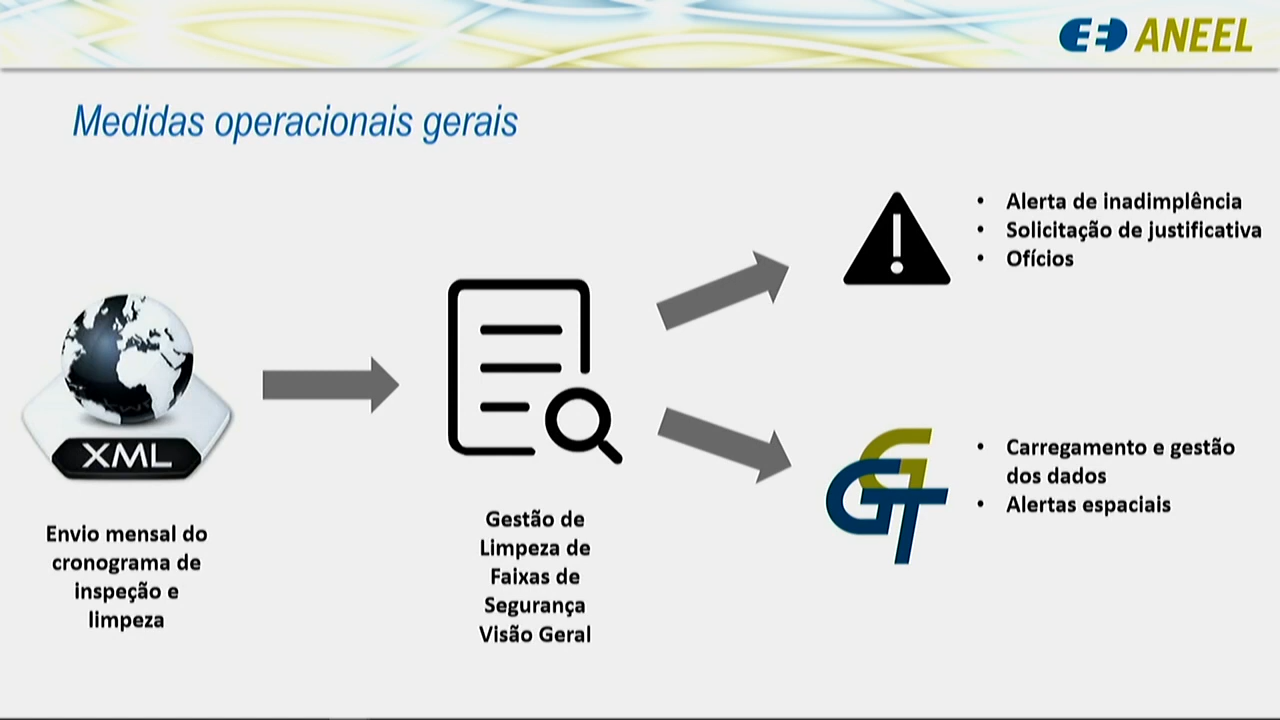 ANEEL
Medidas operacionais gerais
• Alerta de inadimplência
• Solicitação de justificativa
• Ofícios
XML
Envio mensal do
cronograma de
inspeção e
limpeza
Gestão de
Limpeza de
Faixas de
Segurança
Visão Geral
GGT
• Carregamento e gestão
dos dados
• Alertas espaciais